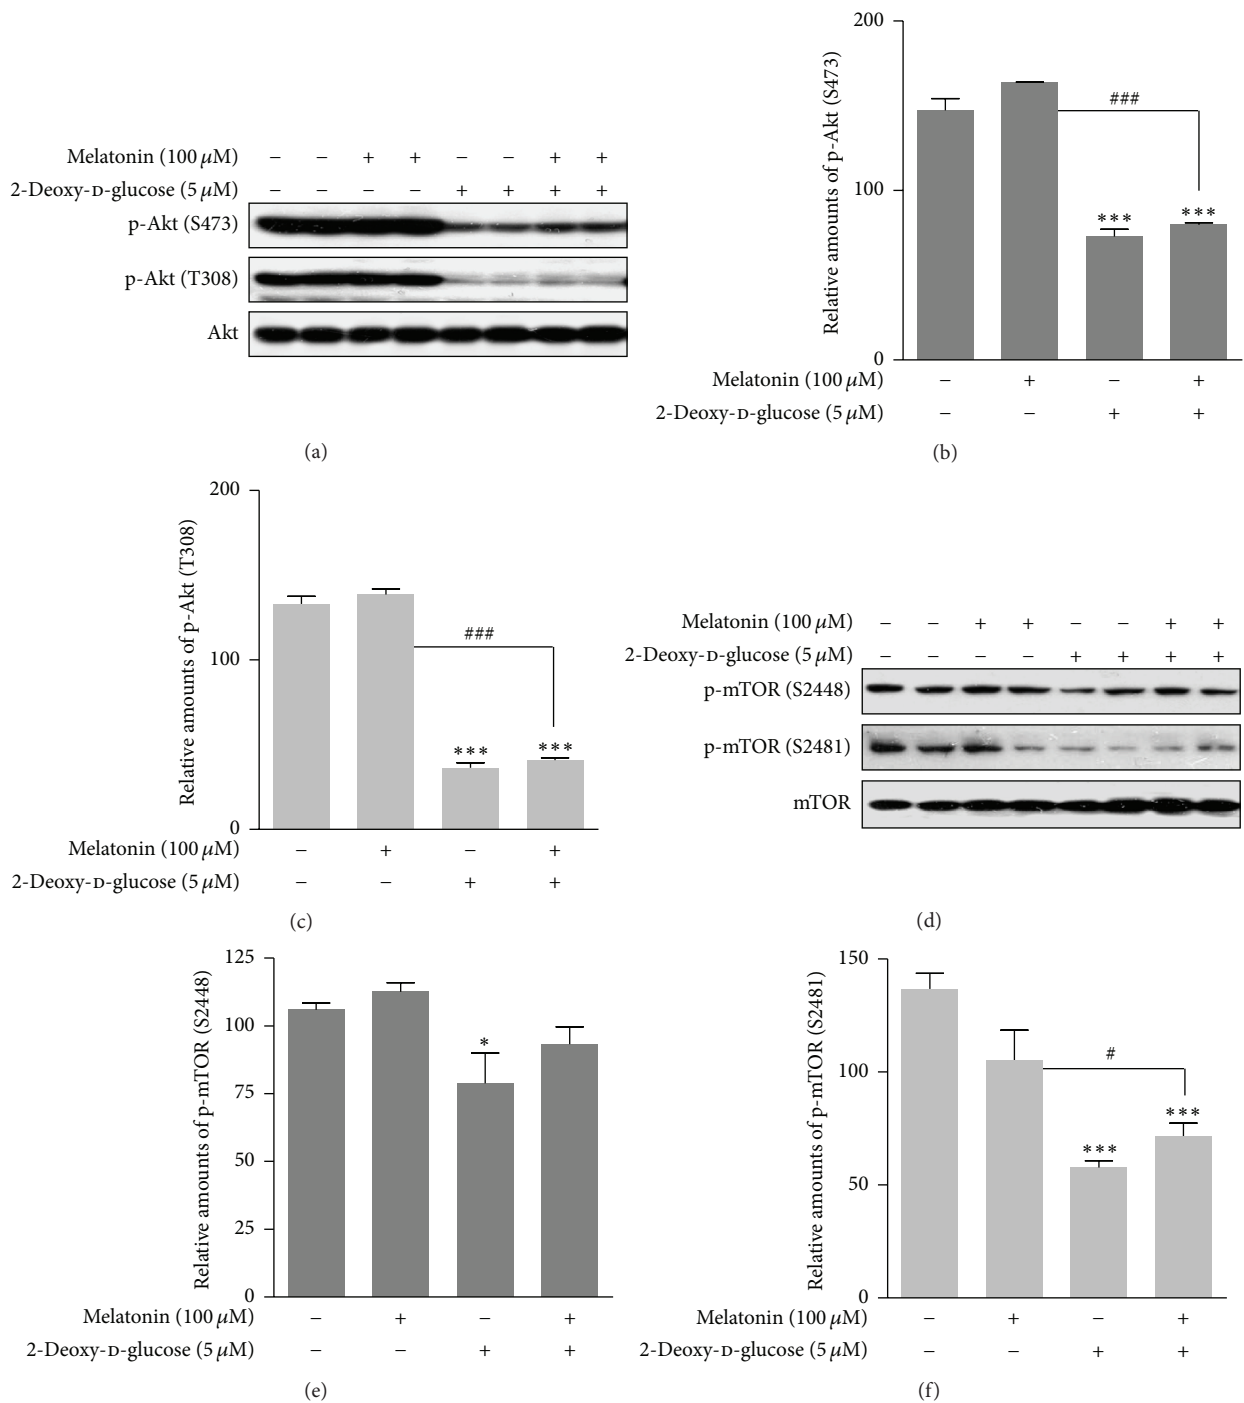 Melatonin (100 μM) − − + + − − + +
2-Deoxy-D-glucose (5 μM) − − − − + + + +
p-Akt (S473)
p-Akt (T308)
Akt
(a)
Relative amounts of p-Akt (S473)
200
100
0
###
*** ***
Melatonin (100 μM) − + − +
2-Deoxy-D-glucose (5 μM) − − + +
(b)
Relative amounts of p-Akt (T308)
200
100
0
###
*** ***
Melatonin (100 μM) − + − +
2-Deoxy-D-glucose (5 μM) − − + +
(c)
Melatonin (100 μM) − − + + − − + +
2-Deoxy-D-glucose (5 μM) − − − − + + + +
p-mTOR (S2448)
p-mTOR (S2481)
mTOR
(d)
Relative amounts of p-mTOR (S2448)
125
100
75
50
25
0
*
Melatonin (100 μM) − + − +
2-Deoxy-D-glucose (5 μM) − − + +
(e)
Relative amounts of p-mTOR (S2481)
150
100
50
0
#
*** ***
Melatonin (100 μM) − + − +
2-Deoxy-D-glucose (5 μM) − − + +
(f)